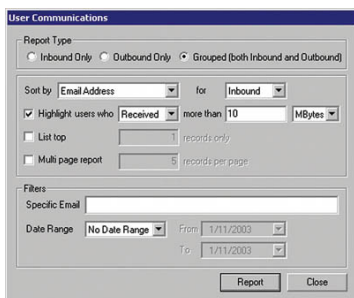 User Communications
Report Type
Inbound Only Outbound Only Grouped (both Inbound and Outbound)
Sort by Email Address for Inbound
Highlight users who Received more than 10 MBytes
List top 1 records only
Multi page report 5 records per page
Filters
Specific Email
Date Range No Date Range From 1/11/2003
To 1/11/2003
Report Close